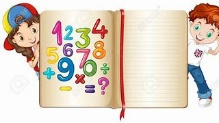 1 2 3 4
5 6 7 8
+ 9 0 ÷ ?
- × =